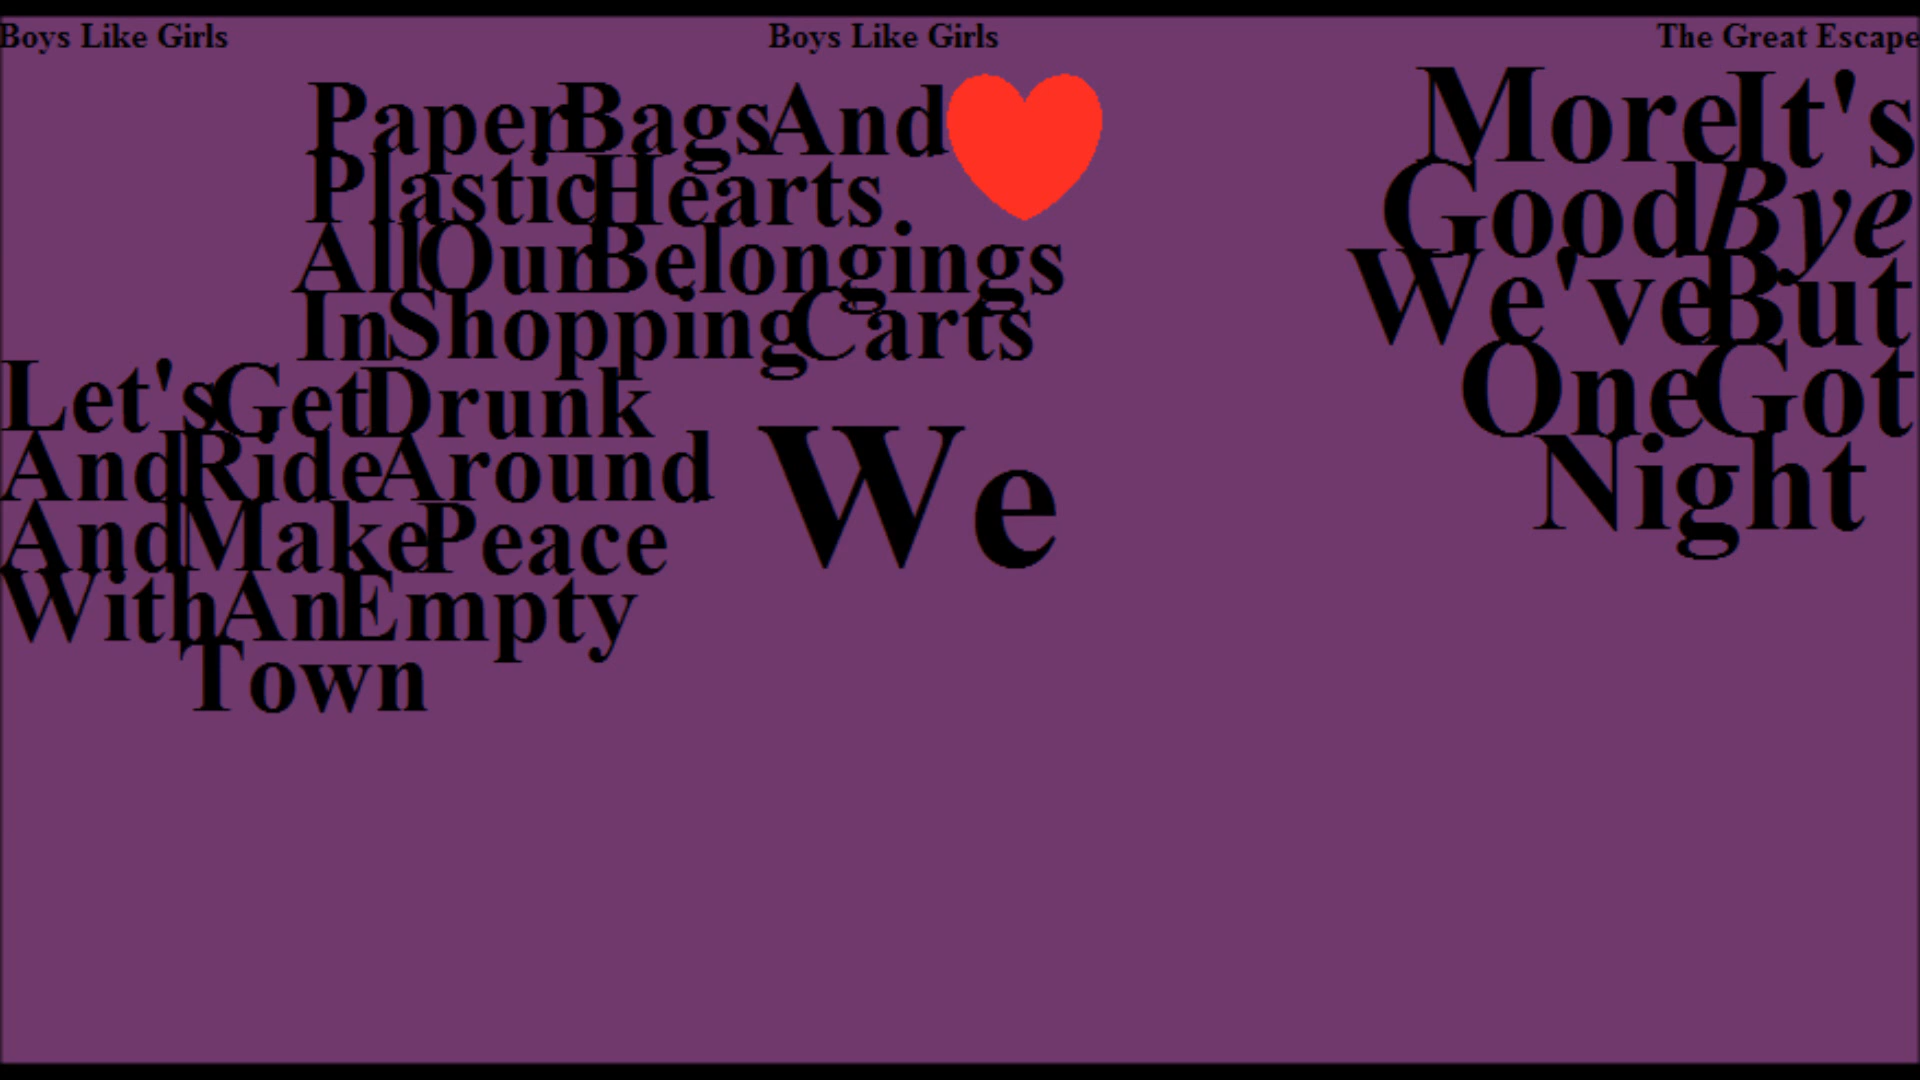 Boys Like Girls
Boys Like Girls
The Great Escape
Paper Bags And
Plastic Hearts
All Our Belongings
In Shopping Carts
Let's Get Drunk
And Ride Around
And Make Peace
With An Empty
Town
We
More It's
Good Bye
We've But
One Got
Night